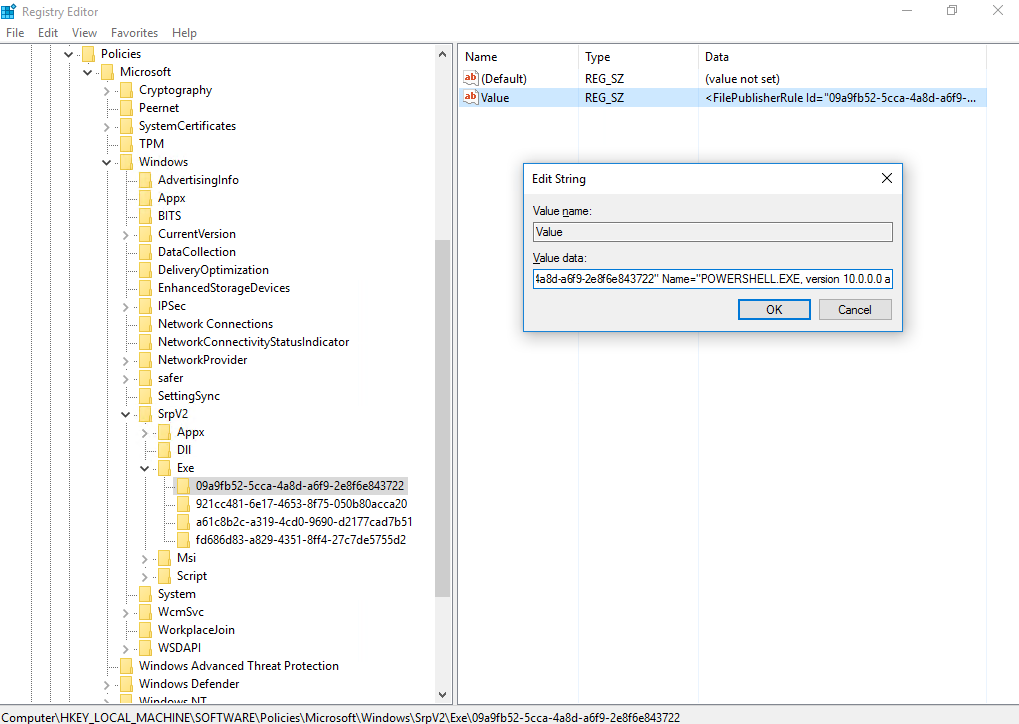 Registry Editor
File Edit View Favorites Help
Policies
Microsoft
Cryptography
Peernet
SystemCertificates
TPM
Windows
AdvertisingInfo
Appx
BITS
CurrentVersion
DataCollection
DeliveryOptimization
EnhancedStorageDevices
IPSec
Network Connections
NetworkConnectivityStatusIndicator
NetworkProvider
safer
SettingSync
SrpV2
Appx
Dll
Exe
09a9fb52-5cca-4a8d-a6f9-2e8f6e843722
921cc481-6e17-4653-8f75-050b80acca20
a61c8b2c-a319-4cd0-9690-d2177cad7b51
fd686d83-a829-4351-8ff4-27c7de5755d2
Msi
Script
System
WcmSvc
WorkplaceJoin
WSDAPI
Windows Advanced Threat Protection
Windows Defender
Windows NT
Name Type Data
ab (Default) REG_SZ (value not set)
ab Value REG_SZ <FilePublisherRule Id="09a9fb52-5cca-4a8d-a6f9-...
Edit String
Value name:
Value
Value data:
4a8d-a6f9-2e8f6e843722" Name="POWERSHELL.EXE, version 10.0.0.0 a
OK Cancel
Computer\HKEY_LOCAL_MACHINE\SOFTWARE\Policies\Microsoft\Windows\SrpV2\Exe\09a9fb52-5cca-4a8d-a6f9-2e8f6e843722